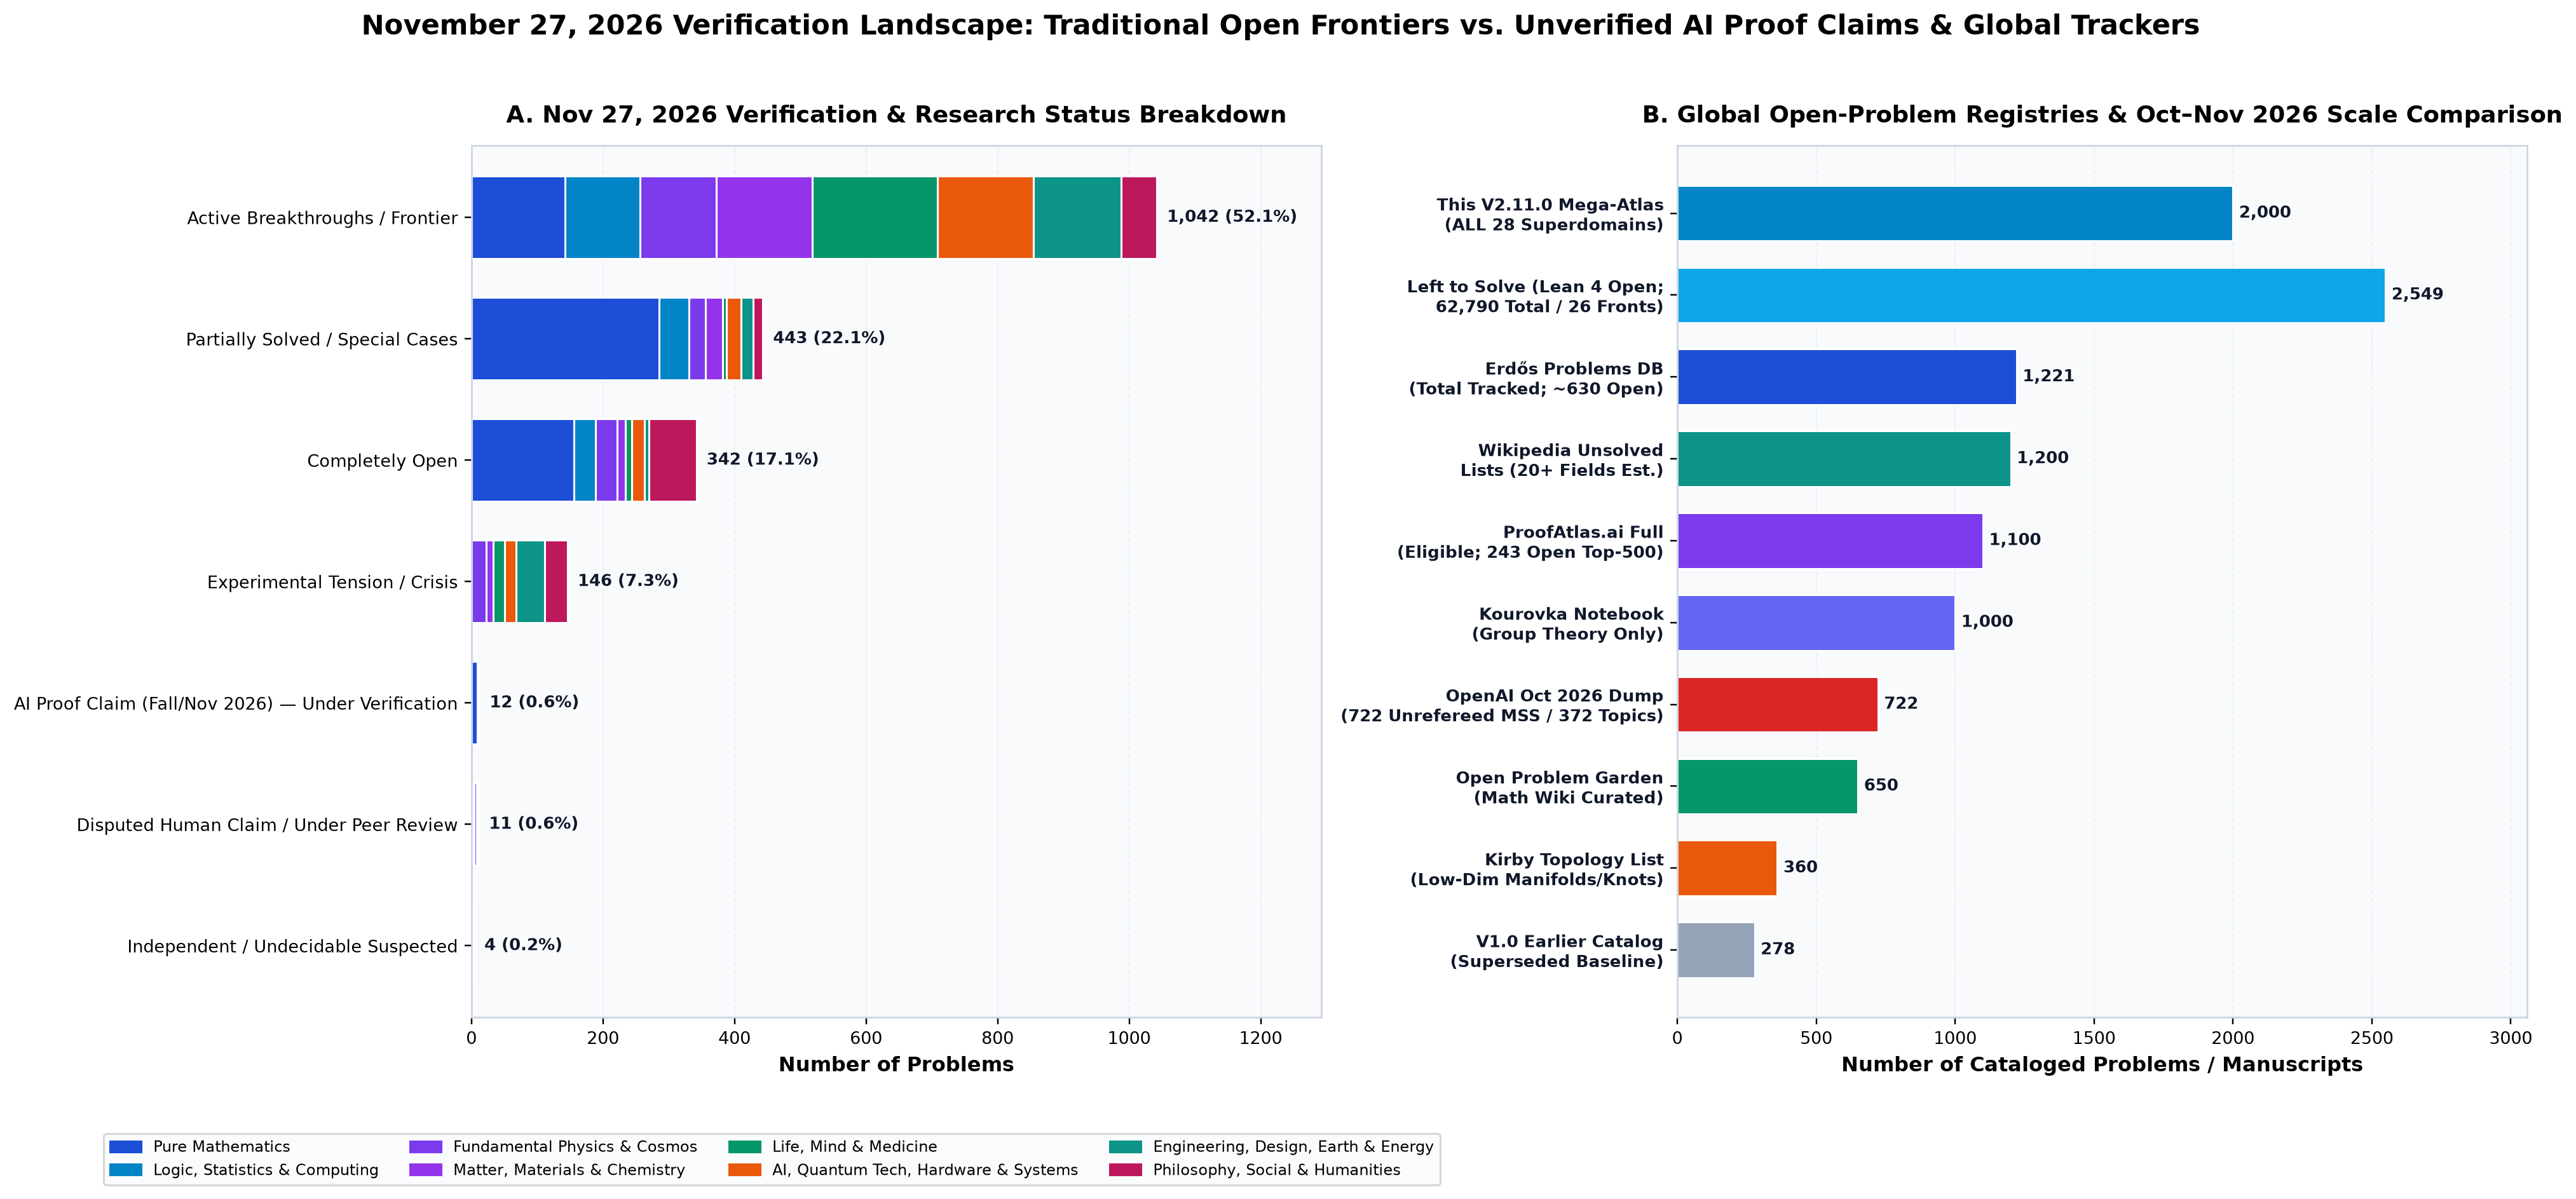 November 27, 2026 Verification Landscape: Traditional Open Frontiers vs. Unverified AI Proof Claims & Global Trackers
A. Nov 27, 2026 Verification & Research Status Breakdown
Active Breakthroughs / Frontier
1,042 (52.1%)
Partially Solved / Special Cases
443 (22.1%)
Completely Open
342 (17.1%)
Experimental Tension / Crisis
146 (7.3%)
AI Proof Claim (Fall/Nov 2026) — Under Verification
12 (0.6%)
Disputed Human Claim / Under Peer Review
11 (0.6%)
Independent / Undecidable Suspected
4 (0.2%)
0 200 400 600 800 1000 1200
Number of Problems
B. Global Open-Problem Registries & Oct–Nov 2026 Scale Comparison
This V2.11.0 Mega-Atlas
(ALL 28 Superdomains)
2,000
Left to Solve (Lean 4 Open;
62,790 Total / 26 Fronts)
2,549
Erdős Problems DB
(Total Tracked; ~630 Open)
1,221
Wikipedia Unsolved
Lists (20+ Fields Est.)
1,200
ProofAtlas.ai Full
(Eligible; 243 Open Top-500)
1,100
Kourovka Notebook
(Group Theory Only)
1,000
OpenAI Oct 2026 Dump
(722 Unrefereed MSS / 372 Topics)
722
Open Problem Garden
(Math Wiki Curated)
650
Kirby Topology List
(Low-Dim Manifolds/Knots)
360
V1.0 Earlier Catalog
(Superseded Baseline)
278
0 500 1000 1500 2000 2500 3000
Number of Cataloged Problems / Manuscripts
Pure Mathematics
Logic, Statistics & Computing
Fundamental Physics & Cosmos
Matter, Materials & Chemistry
Life, Mind & Medicine
AI, Quantum Tech, Hardware & Systems
Engineering, Design, Earth & Energy
Philosophy, Social & Humanities